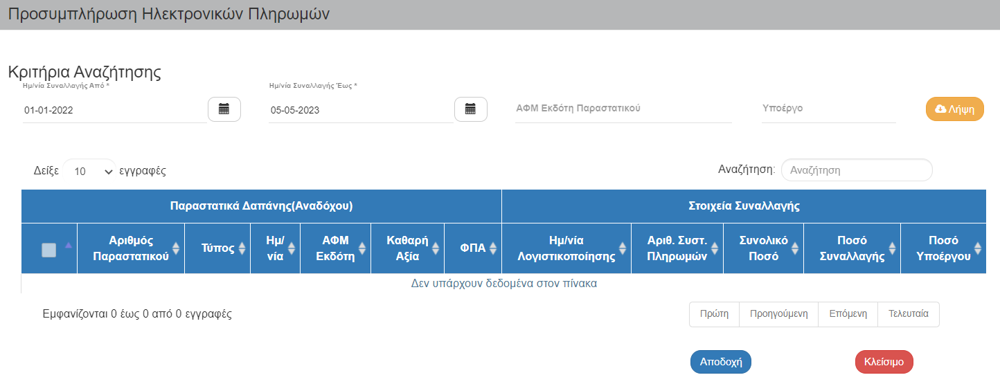 Προσυμπλήρωση Ηλεκτρονικών Πληρωμών
Κριτήρια Αναζήτησης
Ημ/νία Συναλλαγής Από *
Ημ/νία Συναλλαγής Έως *
01-01-2022
05-05-2023
ΑΦΜ Εκδότη Παραστατικού
Υποέργο
Λήψη
Δείξε 10 εγγραφές
Αναζήτηση: Αναζήτηση
Παραστατικά Δαπάνης(Αναδόχου)
Στοιχεία Συναλλαγής
Αριθμός
Παραστατικού
Τύπος
Ημ/
νία
ΑΦΜ
Εκδότη
Καθαρή
Αξία
ΦΠΑ
Ημ/νία
Λογιστικοποίησης
Αριθ. Συστ.
Πληρωμών
Συνολικό
Ποσό
Ποσό
Συναλλαγής
Ποσό
Υποέργου
Δεν υπάρχουν δεδομένα στον πίνακα
Εμφανίζονται 0 έως 0 από 0 εγγραφές
Πρώτη
Προηγούμενη
Επόμενη
Τελευταία
Αποδοχή
Κλείσιμο